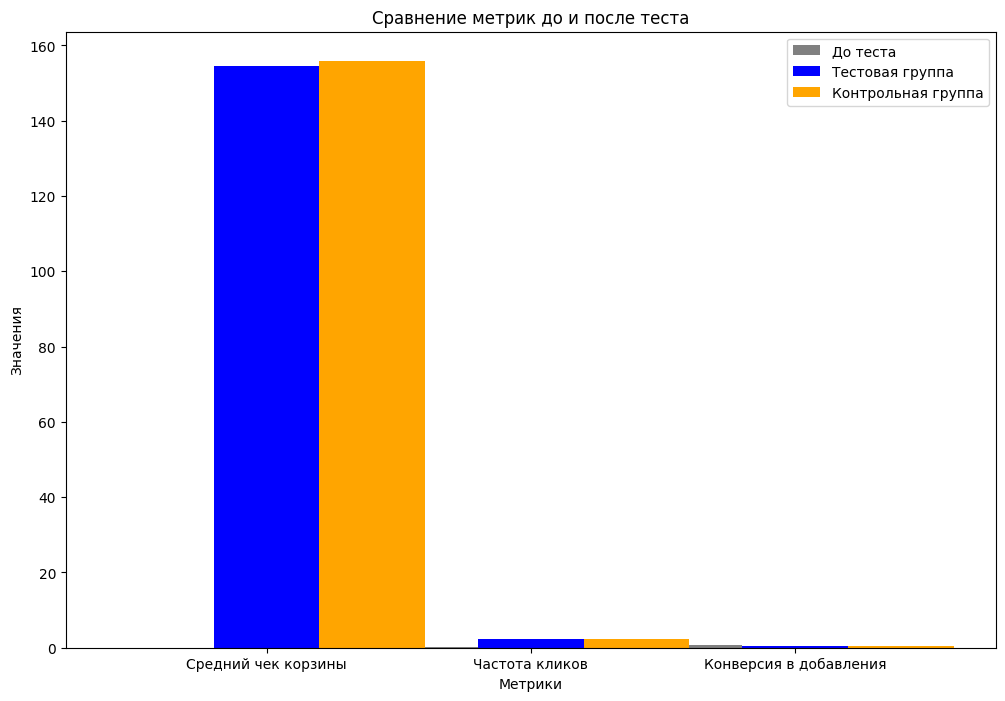 Сравнение метрик до и после теста
До теста
Тестовая группа
Контрольная группа
160
140
120
100
80
60
40
20
0
Значения
Средний чек корзины
Частота кликов
Конверсия в добавления
Метрики